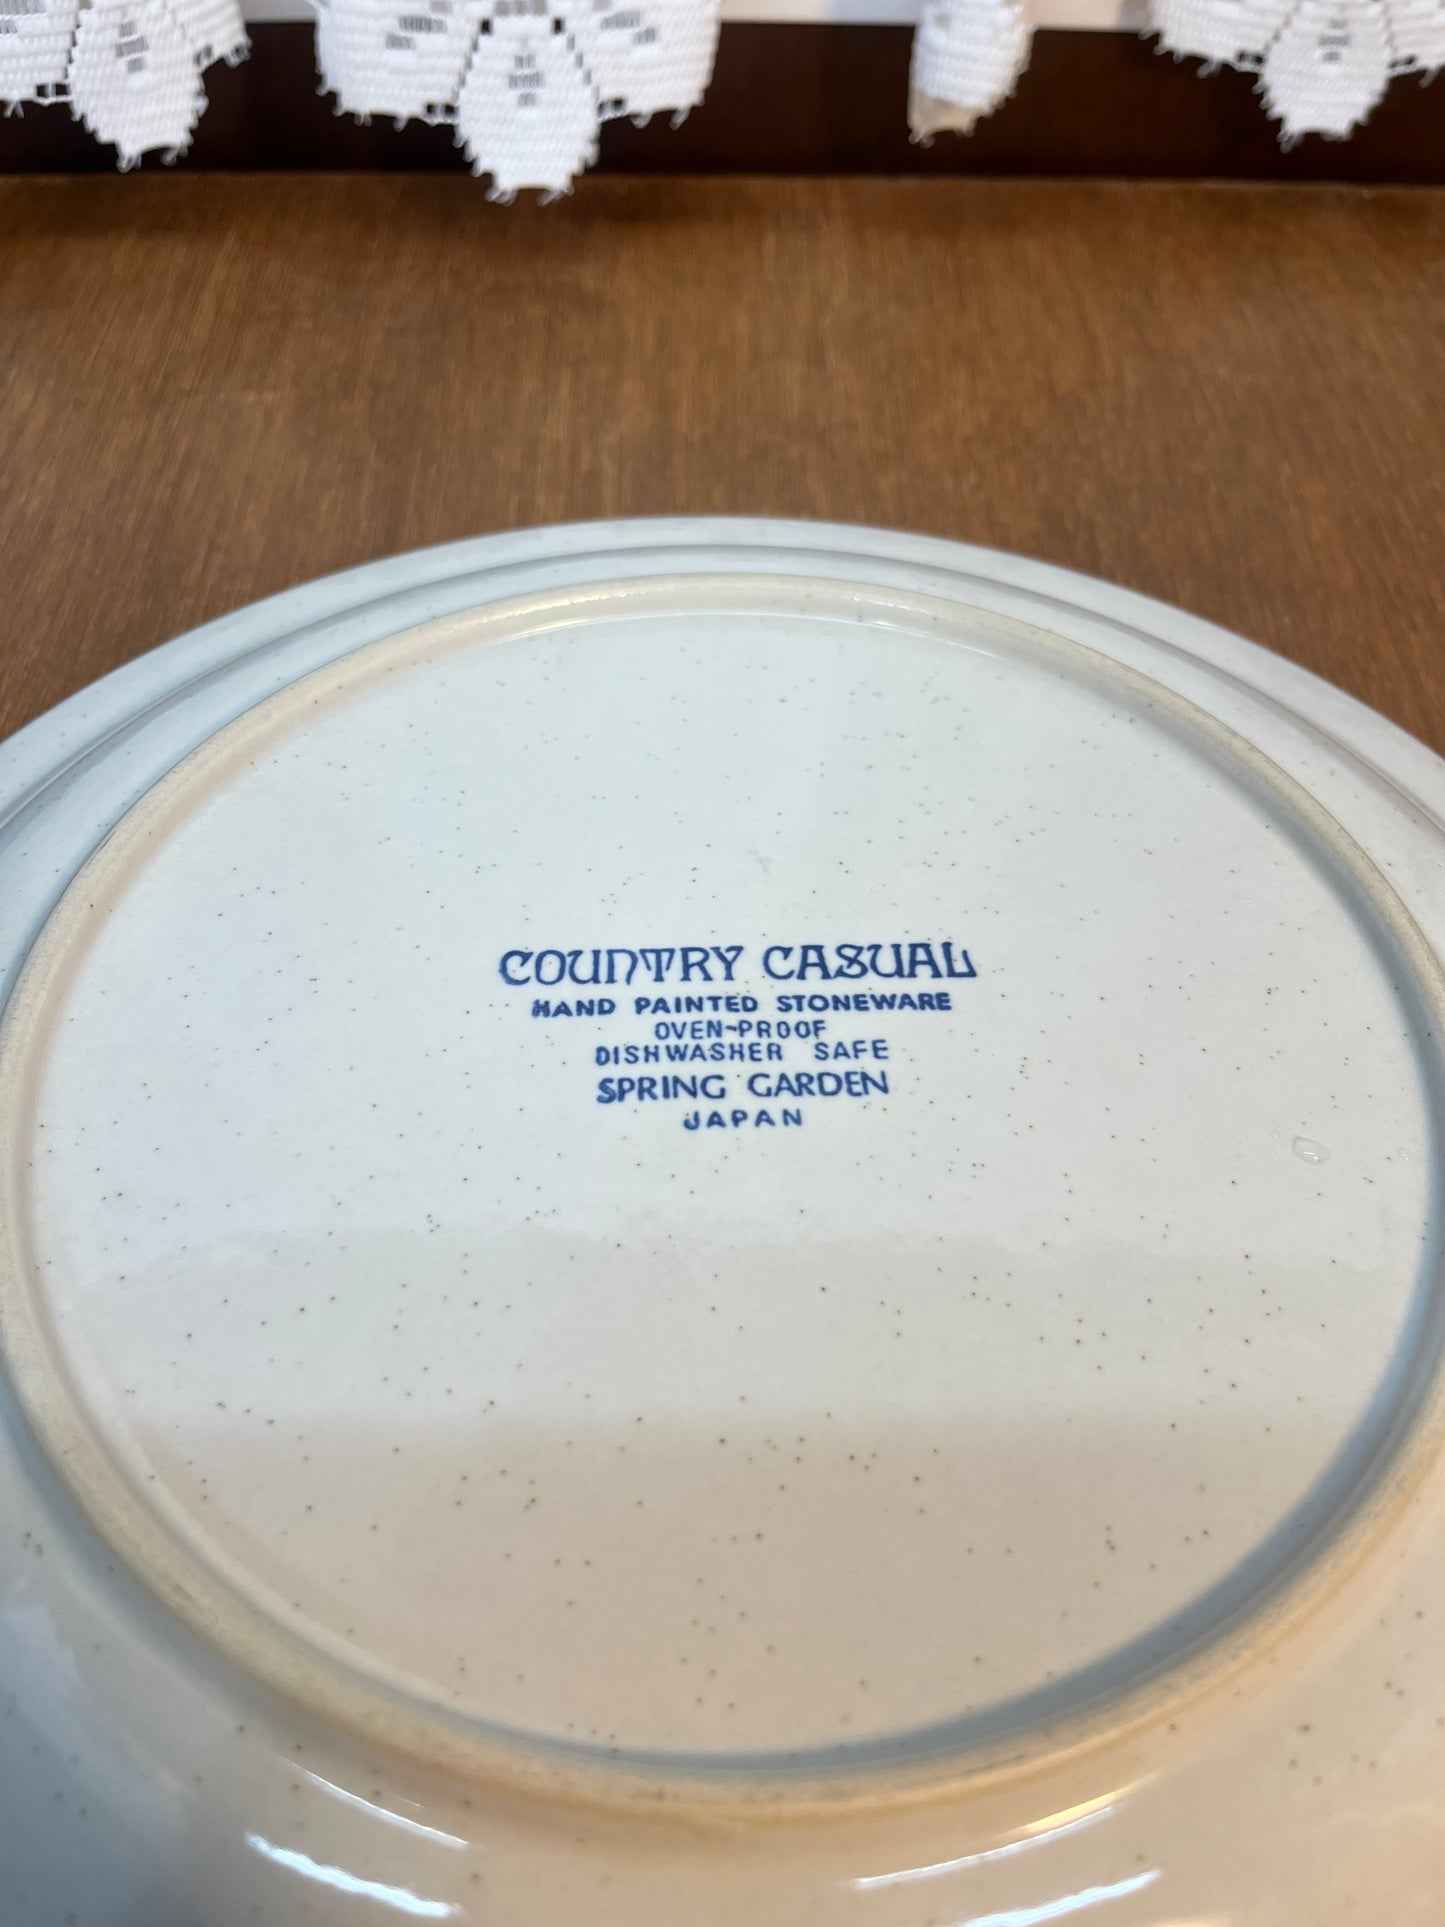 COUNTRY CASUAL
HAND PAINTED STONEWARE
OVEN-PROOF
DISHWASHER SAFE
SPRING GARDEN
JAPAN